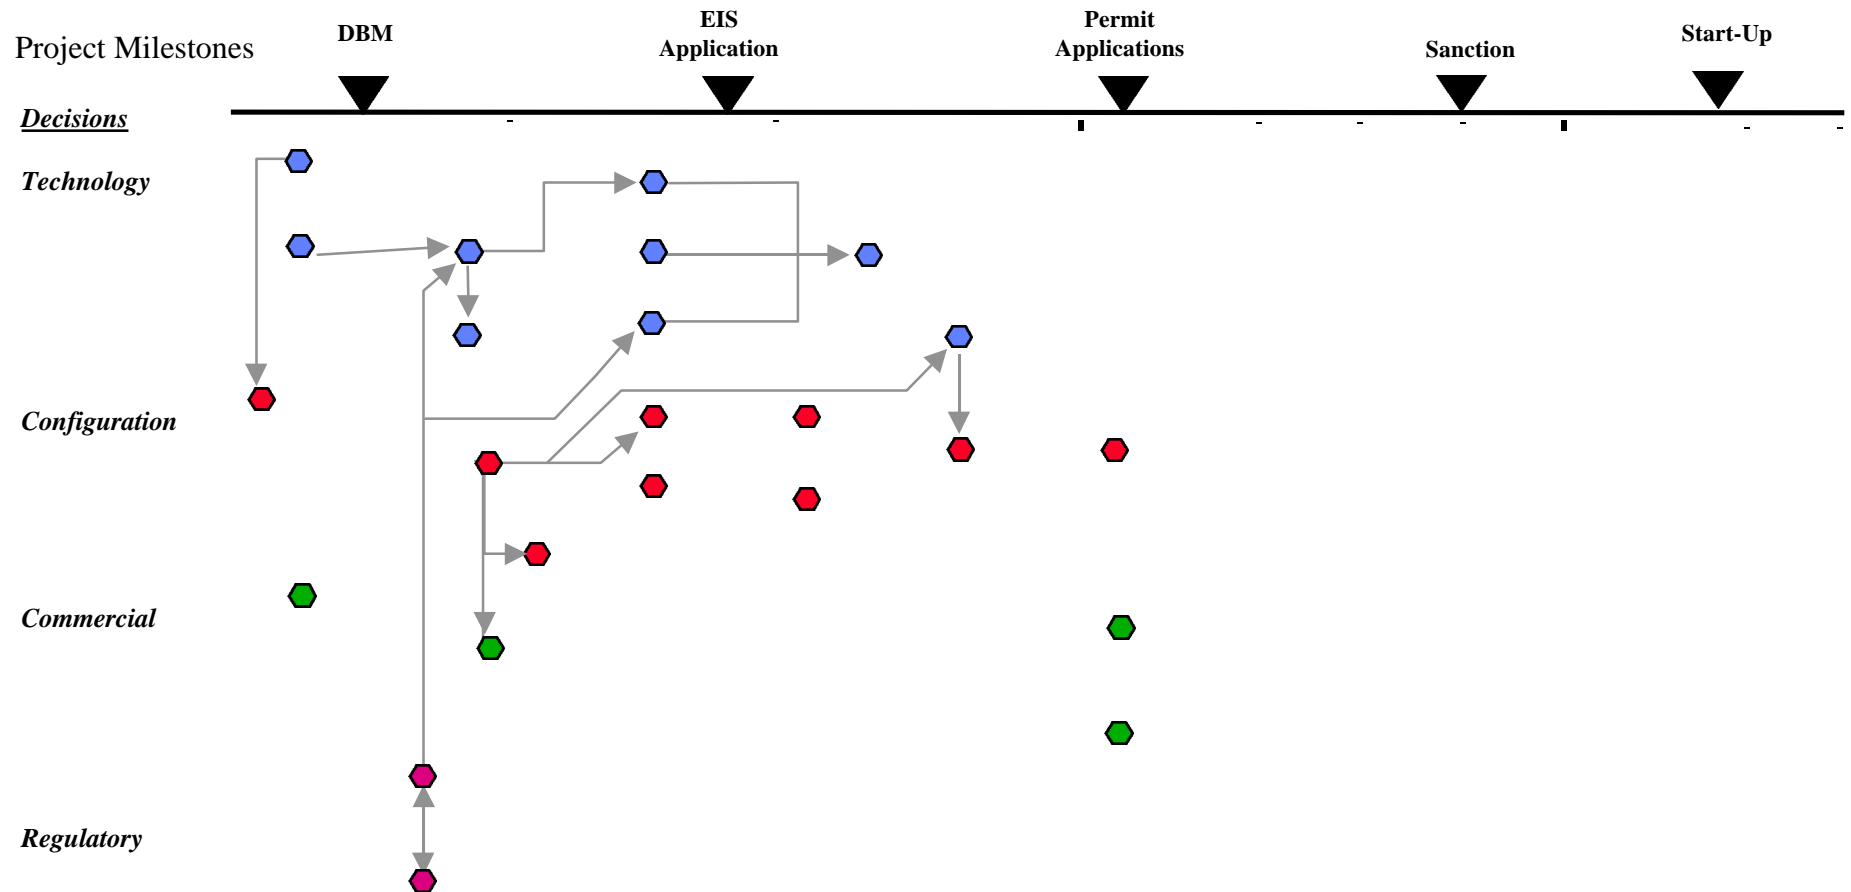 Project Milestones
DBM
EIS
Application
Permit
Applications
Sanction
Start-Up
Decisions
Technology
Configuration
Commercial
Regulatory